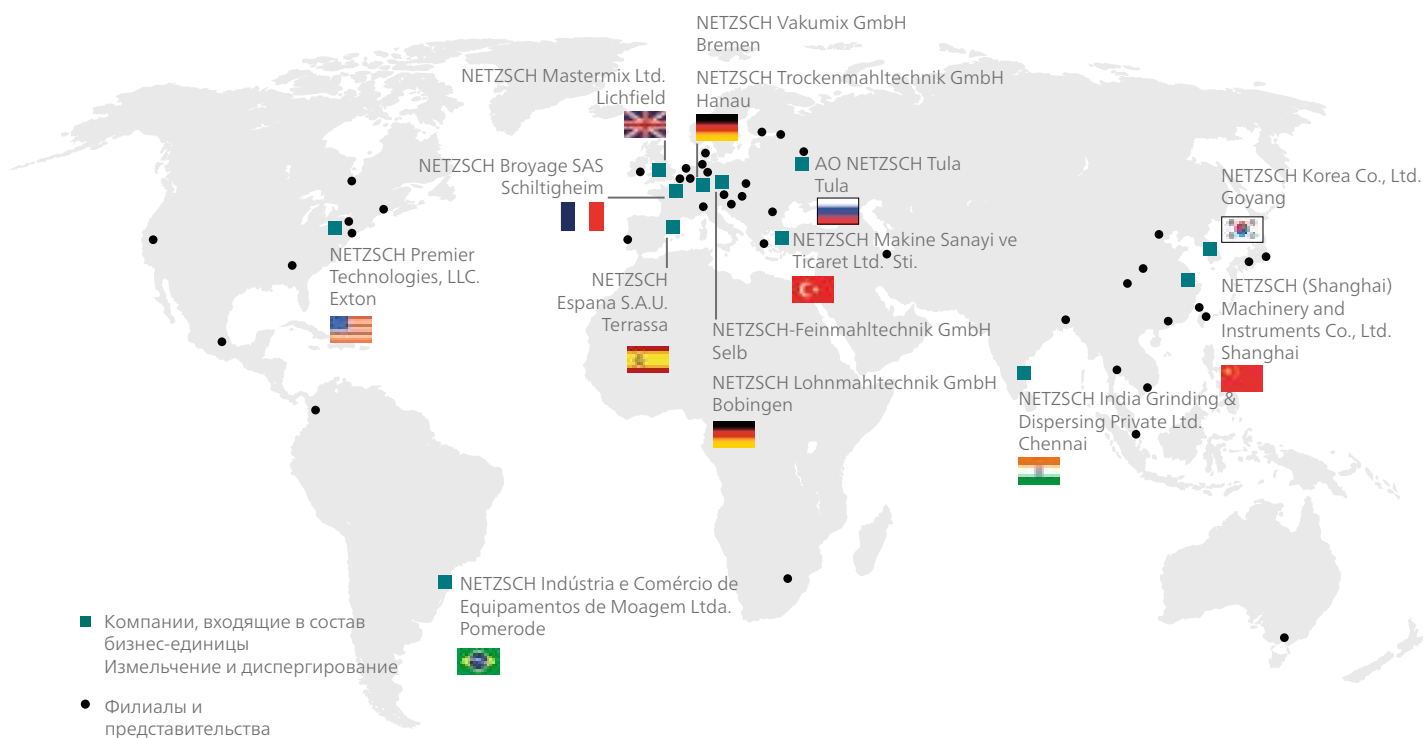 NETZSCH Vakumix GmbH
Bremen
NETZSCH Mastermix Ltd.
Lichfield
NETZSCH Trockenmahltechnik GmbH
Hanau
NETZSCH Broyage SAS
Schiltigheim
AO NETZSCH Tula
Tula
NETZSCH Korea Co., Ltd.
Goyang
NETZSCH Premier
Technologies, LLC.
Exton
NETZSCH
Espana S.A.U.
Terrassa
NETZSCH Makine Sanayi ve
Ticaret Ltd. Sti.
NETZSCH-Feinmahltechnik GmbH
Selb
NETZSCH Lohnmahltechnik GmbH
Bobingen
NETZSCH (Shanghai)
Machinery and
Instruments Co., Ltd.
Shanghai
NETZSCH India Grinding &
Dispersing Private Ltd.
Chennai
NETZSCH Indústria e Comércio de
Equipamentos de Moagem Ltda.
Pomerode
Компании, входящие в состав
бизнес-единицы
Измельчение и диспергирование
Филиалы и
представительства